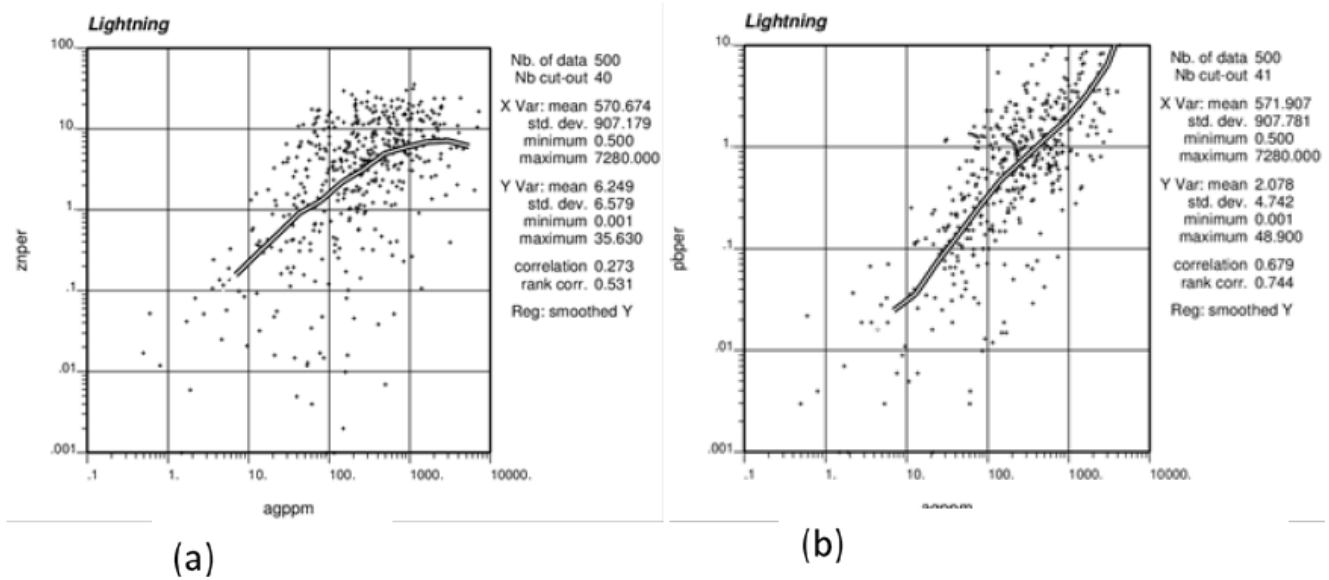 Lightning
100.
10.
1.
.1
.01
.001
znper
.1 1. 10. 100. 1000. 10000.
agppm
Nb. of data 500
Nb cut-out 40
X Var: mean 570.674
std. dev. 907.179
minimum 0.500
maximum 7280.000
Y Var: mean 6.249
std. dev. 6.579
minimum 0.001
maximum 35.630
correlation 0.273
rank corr. 0.531
Reg: smoothed Y
(a)
Lightning
10.
1.
.1
.01
.001
pbper
.1 1. 10. 100. 1000. 10000.
agppm
Nb. of data 500
Nb cut-out 41
X Var: mean 571.907
std. dev. 907.781
minimum 0.500
maximum 7280.000
Y Var: mean 2.078
std. dev. 4.742
minimum 0.001
maximum 48.900
correlation 0.679
rank corr. 0.744
Reg: smoothed Y
(b)